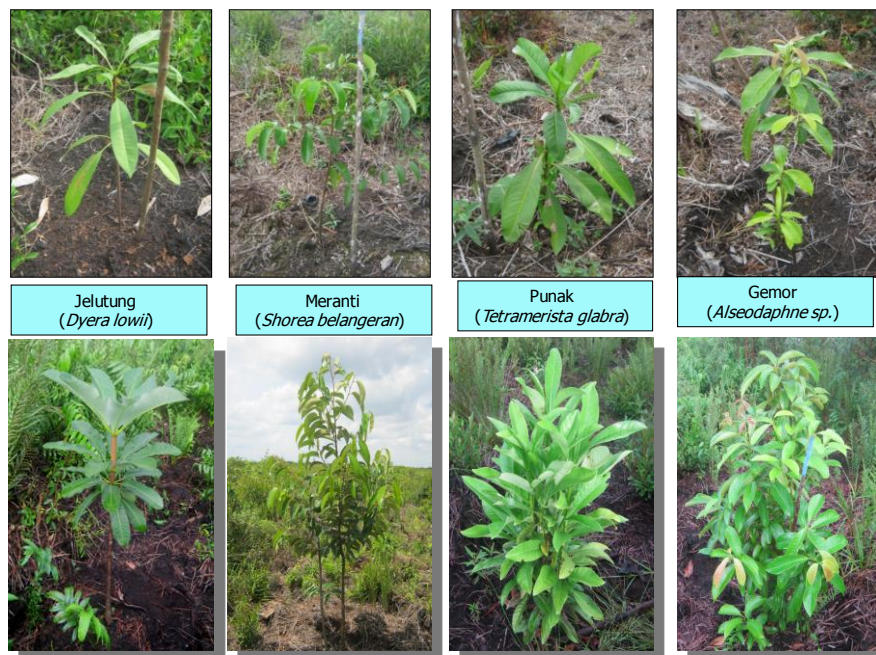 Jelutung
(Dyera lowii)
Meranti
(Shorea belangeran)
Punak
(Tetramerista glabra)
Gemor
(Alseodaphne sp.)